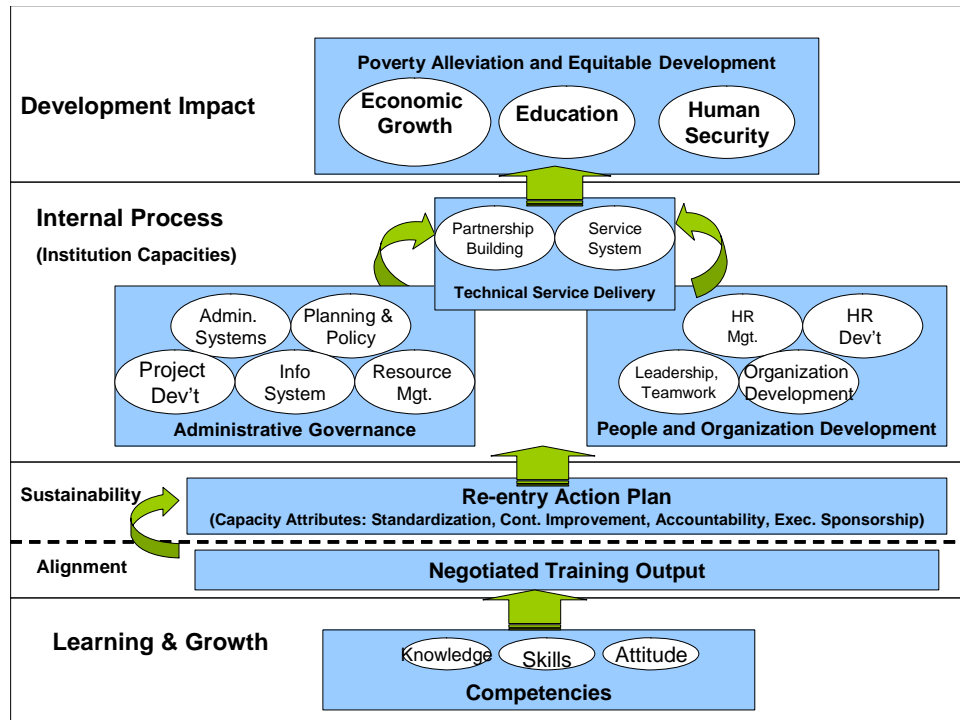 Poverty Alleviation and Equitable Development
Development Impact
Economic
Growth
Education
Human
Security
Internal Process
(Institution Capacities)
Partnership
Building
Service
System
Technical Service Delivery
Admin.
Systems
Planning &
Policy
Project
Dev't
Info
System
Resource
Mgt.
Administrative Governance
HR
Mgt.
HR
Dev't
Leadership,
Teamwork
Organization
Development
People and Organization Development
Sustainability
Re-entry Action Plan
(Capacity Attributes: Standardization, Cont. Improvement, Accountability, Exec. Sponsorship)
Alignment
Negotiated Training Output
Learning & Growth
Knowledge
Skills
Attitude
Competencies